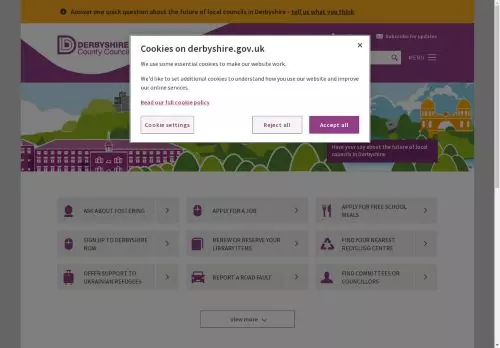 Answer one quick question about the future of local councils in Derbyshire - tell us what you think
DERBYSHIRE
County Council
Subscribe for updates
MENU
Cookies on derbyshire.gov.uk
We use some essential cookies to make our website work.
We'd like to set additional cookies to understand how you use our website and improve
our online services.
Read our full cookie policy
Cookie settings
Reject all
Accept all
Have your say about the future of local
councils in Derbyshire
ASK ABOUT FOSTERING
APPLY FOR A JOB
APPLY FOR FREE SCHOOL
MEALS
SIGN UP TO DERBYSHIRE
NOW
RENEW OR RESERVE YOUR
LIBRARY ITEMS
FIND YOUR NEAREST
RECYCLING CENTRE
OFFER SUPPORT TO
UKRAINIAN REFUGEES
REPORT A ROAD FAULT
FIND COMMITTEES OR
COUNCILLORS
View more